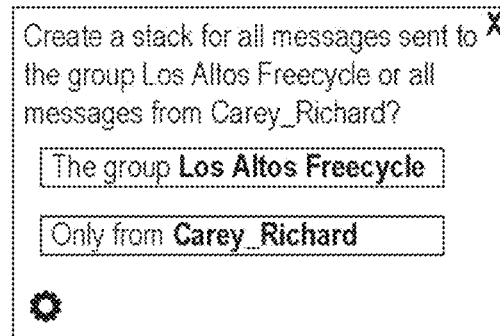 Create a stack for all messages sent to X
the group Los Altos Freecycle or all
messages from Carey_Richard?
The group Los Altos Freecycle
Only from Carey_Richard